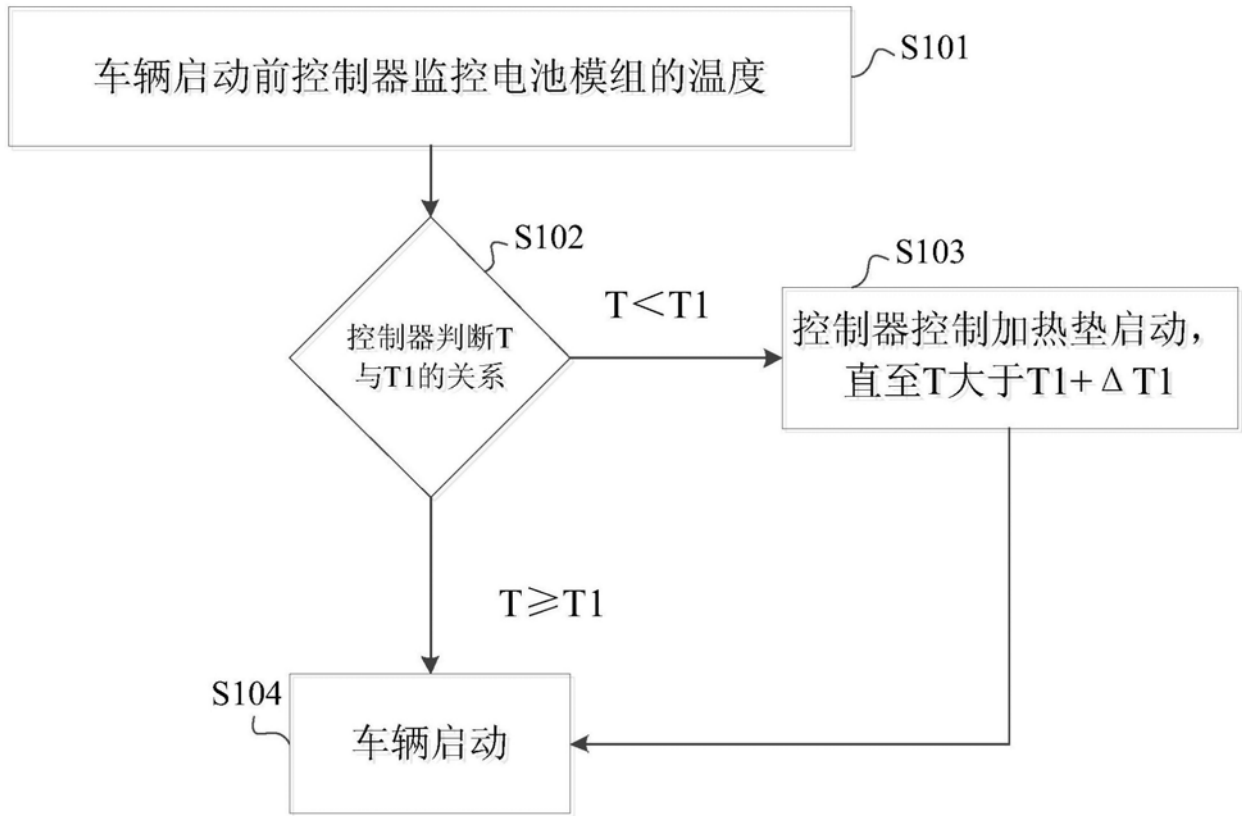 车辆启动前控制器监控电池模组的温度
S101
S102
控制器判断T
与T1的关系
T＜T1
S103
控制器控制加热垫启动，
直至T大于T1+ΔT1
T≥T1
S104
车辆启动